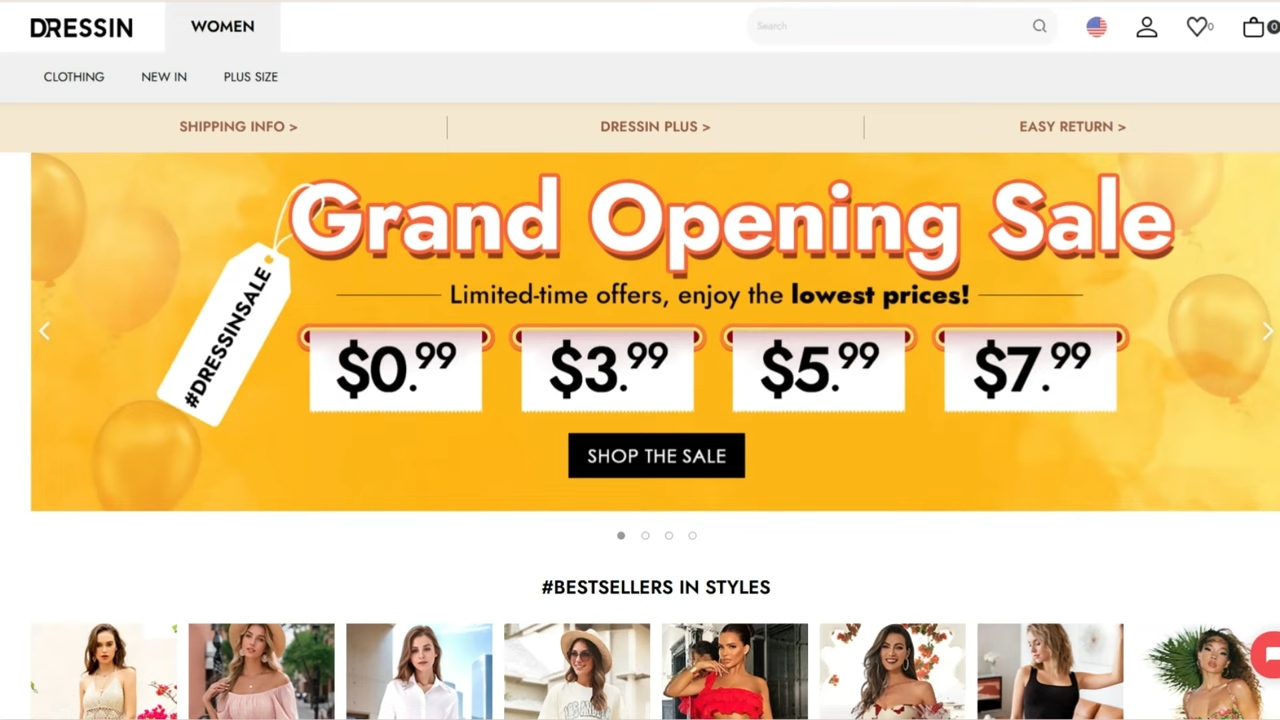 DRESSIN
WOMEN
Search
0
0
CLOTHING
NEW IN
PLUS SIZE
SHIPPING INFO >
DRESSIN PLUS >
EASY RETURN >
Grand Opening Sale
Limited-time offers, enjoy the lowest prices!
#DRESSINSALE
$0.99
$3.99
$5.99
$7.99
SHOP THE SALE
#BESTSELLERS IN STYLES